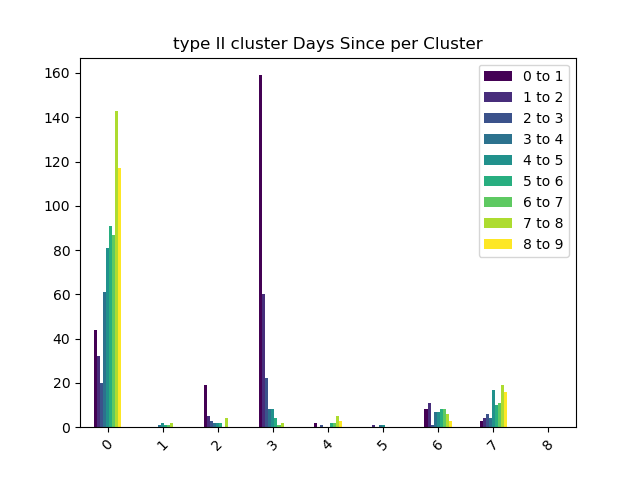 type II cluster Days Since per Cluster
160
140
120
100
80
60
40
20
0
0 to 1
1 to 2
2 to 3
3 to 4
4 to 5
5 to 6
6 to 7
7 to 8
8 to 9
0 1 2 3 4 5 6 7 8